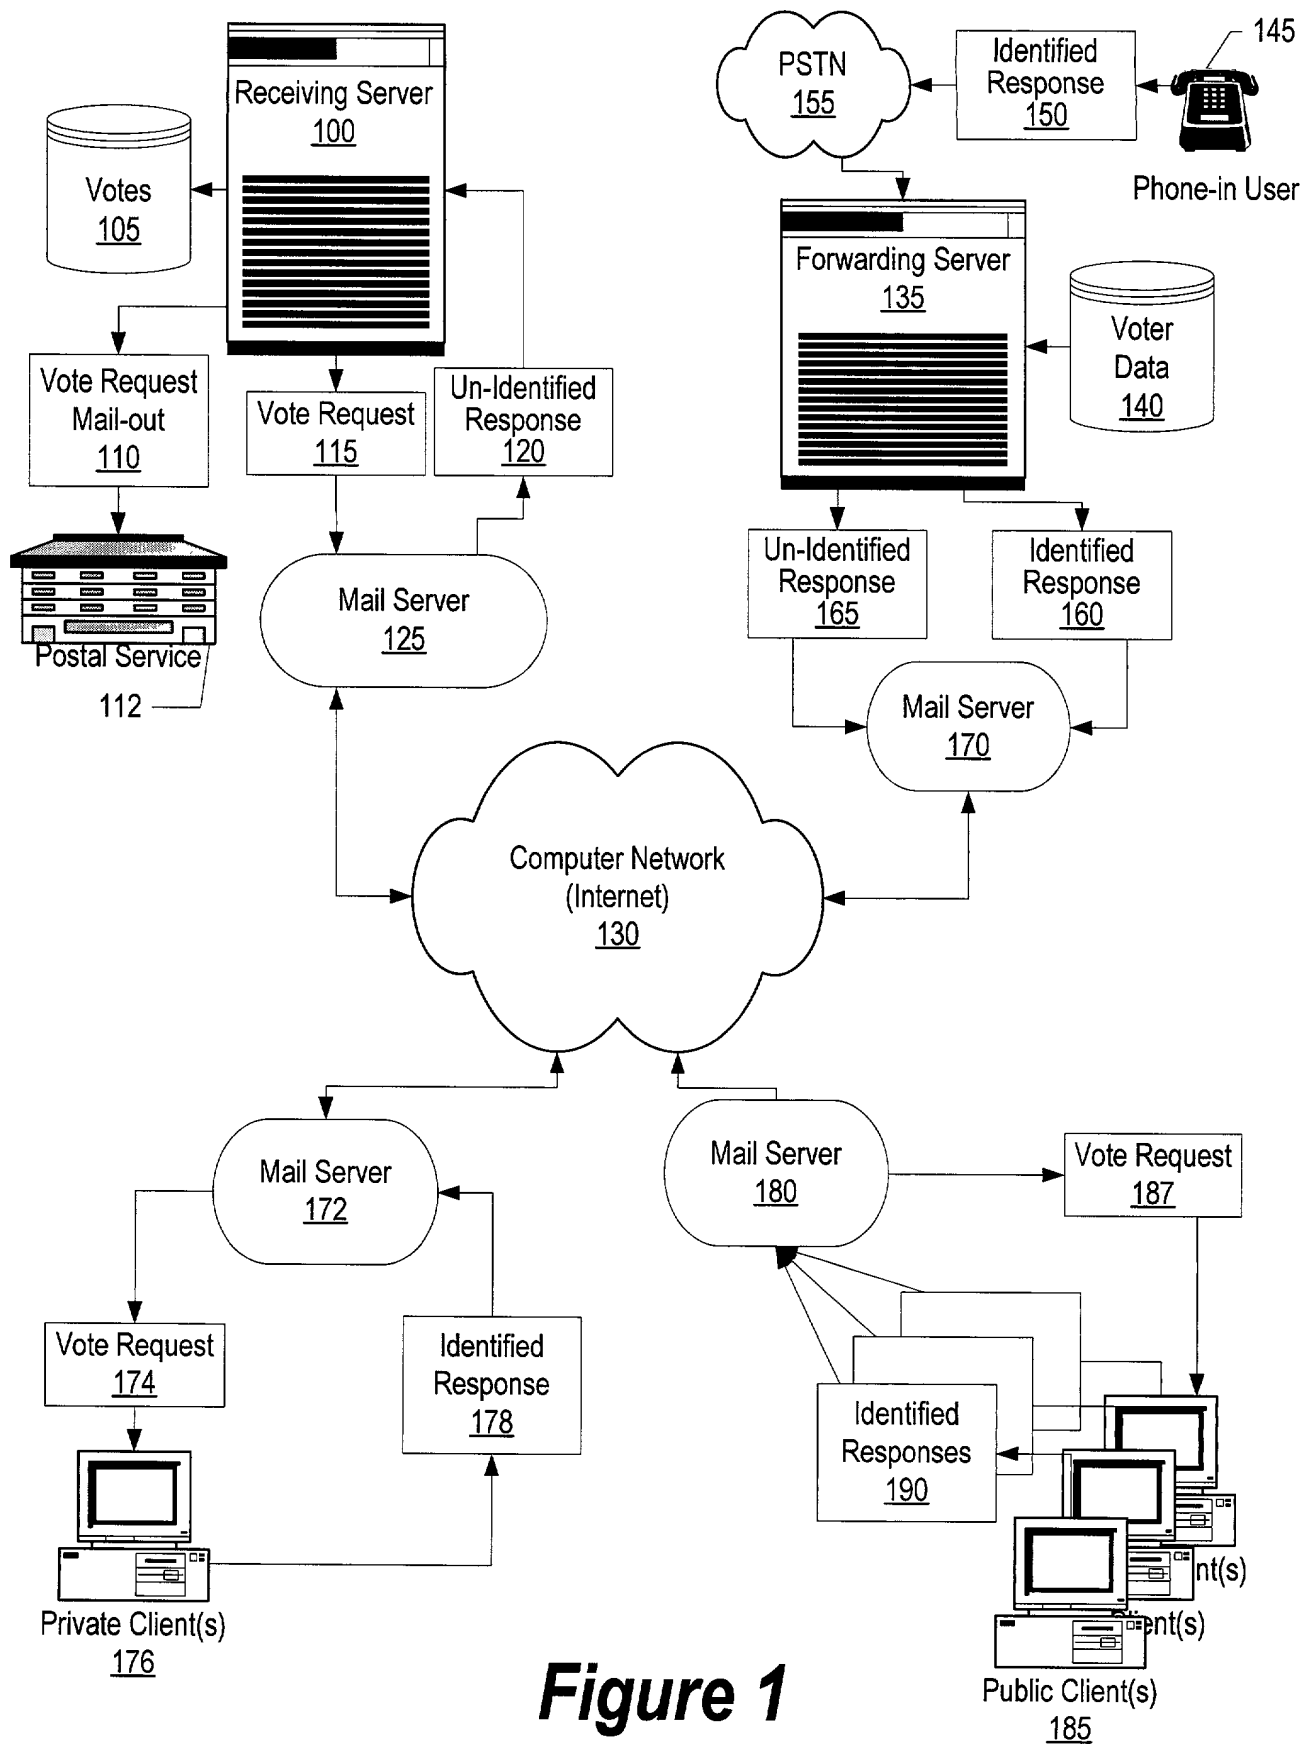 Receiving Server
100
Votes
105
Vote Request
Mail-out
110
Vote Request
115
Un-Identified
Response
120
Postal Service
112
Mail Server
125
PSTN
155
Identified
Response
150
145
Phone-in User
Forwarding Server
135
Voter
Data
140
Un-Identified
Response
165
Identified
Response
160
Mail Server
170
Computer Network
(Internet)
130
Mail Server
172
Vote Request
174
Identified
Response
178
Private Client(s)
176
Mail Server
180
Vote Request
187
Identified
Responses
190
nt(s)
ent(s)
Public Client(s)
185
Figure 1